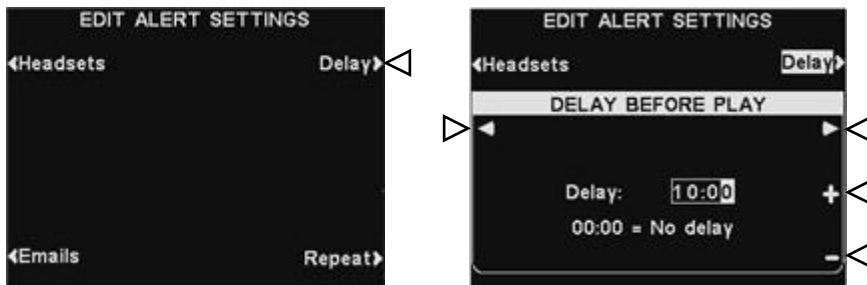 EDIT ALERT SETTINGS
Headsets Delay
Emails Repeat
EDIT ALERT SETTINGS
Headsets Delay
DELAY BEFORE PLAY
Delay: 10:00 +
00:00 = No delay
-